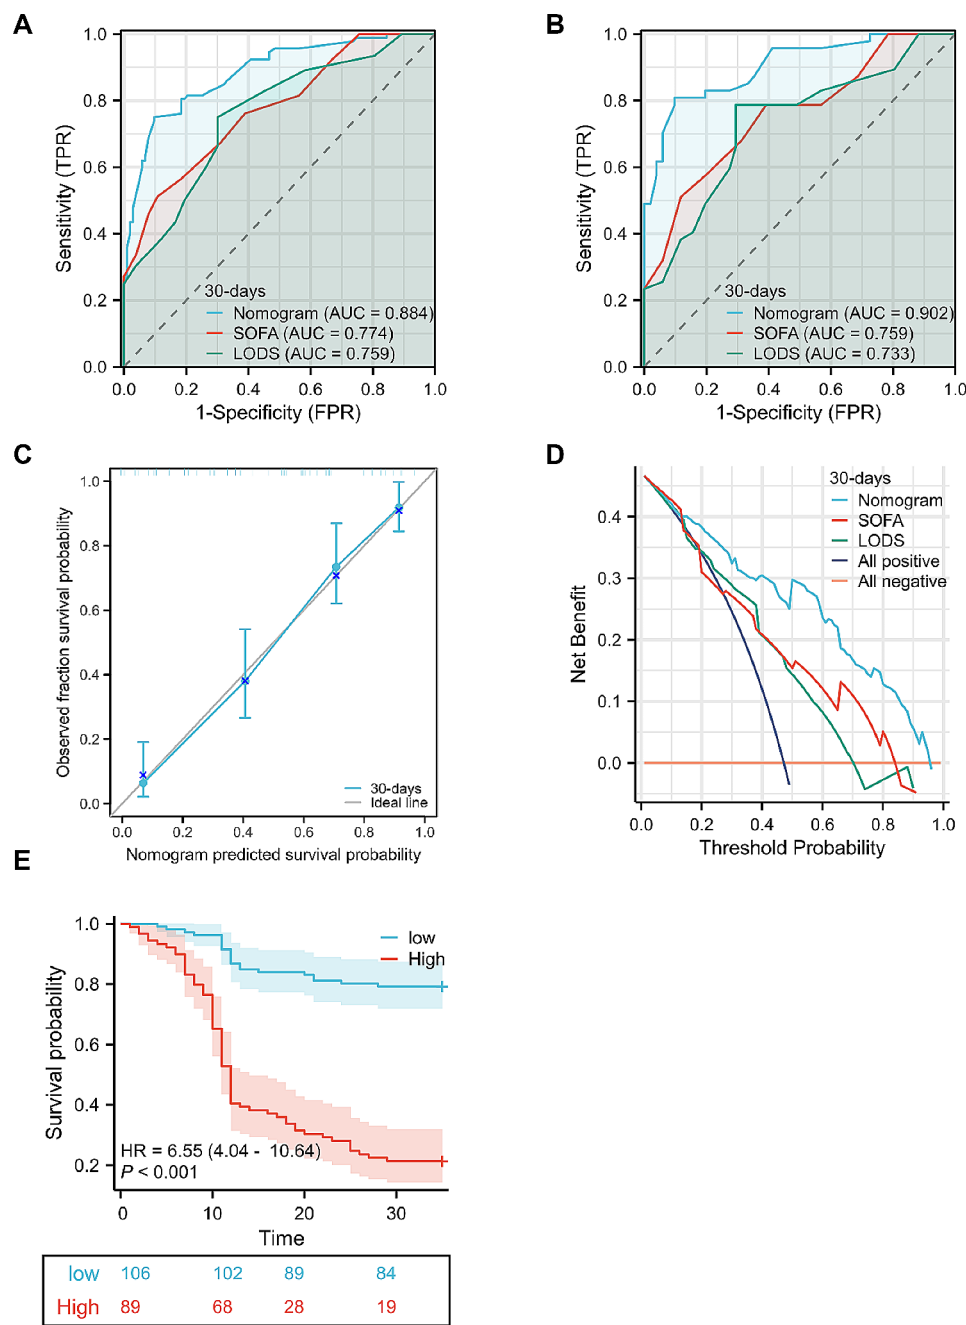 A
1.0
0.8
0.6
0.4
0.2
0.0
Sensitivity (TPR)
30-days
Nomogram (AUC = 0.884)
SOFA (AUC = 0.774)
LODS (AUC = 0.759)
0.0 0.2 0.4 0.6 0.8 1.0
1-Specificity (FPR)
B
1.0
0.8
0.6
0.4
0.2
0.0
Sensitivity (TPR)
30-days
Nomogram (AUC = 0.902)
SOFA (AUC = 0.759)
LODS (AUC = 0.733)
0.0 0.2 0.4 0.6 0.8 1.0
1-Specificity (FPR)
C
1.0
0.8
0.6
0.4
0.2
0.0
Observed fraction survival probability
30-days
Ideal line
0.0 0.2 0.4 0.6 0.8 1.0
Nomogram predicted survival probability
D
0.4
0.3
0.2
0.1
0.0
Net Benefit
30-days
Nomogram
SOFA
LODS
All positive
All negative
0.0 0.2 0.4 0.6 0.8 1.0
Threshold Probability
E
1.0
0.8
0.6
0.4
0.2
Survival probability
low
High
HR = 6.55 (4.04 - 10.64)
P < 0.001
0 10 20 30
Time
low 106 102 89 84
High 89 68 28 19